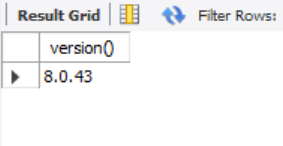 Result Grid Filter Rows:
version()
8.0.43